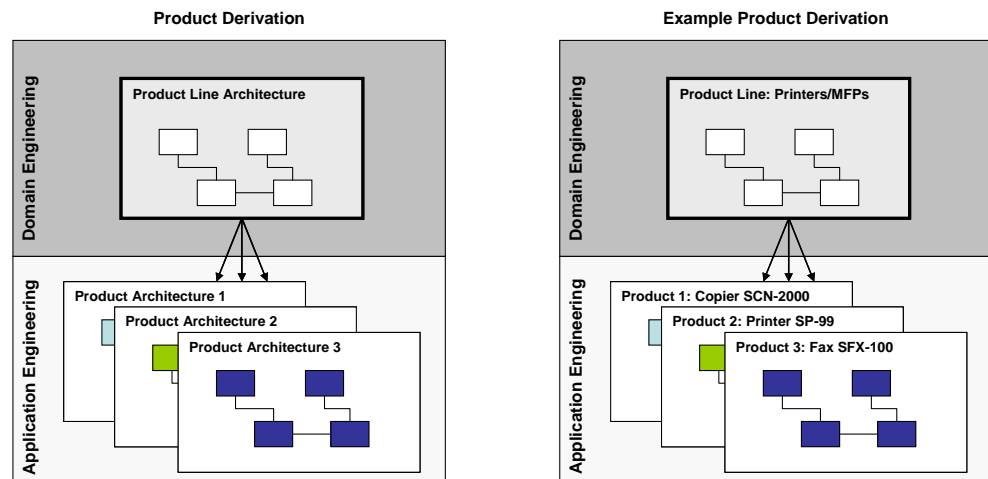 Product Derivation
Domain Engineering
Product Line Architecture
Application Engineering
Product Architecture 1
Product Architecture 2
Product Architecture 3
Example Product Derivation
Domain Engineering
Product Line: Printers/MFPs
Application Engineering
Product 1: Copier SCN-2000
Product 2: Printer SP-99
Product 3: Fax SFX-100